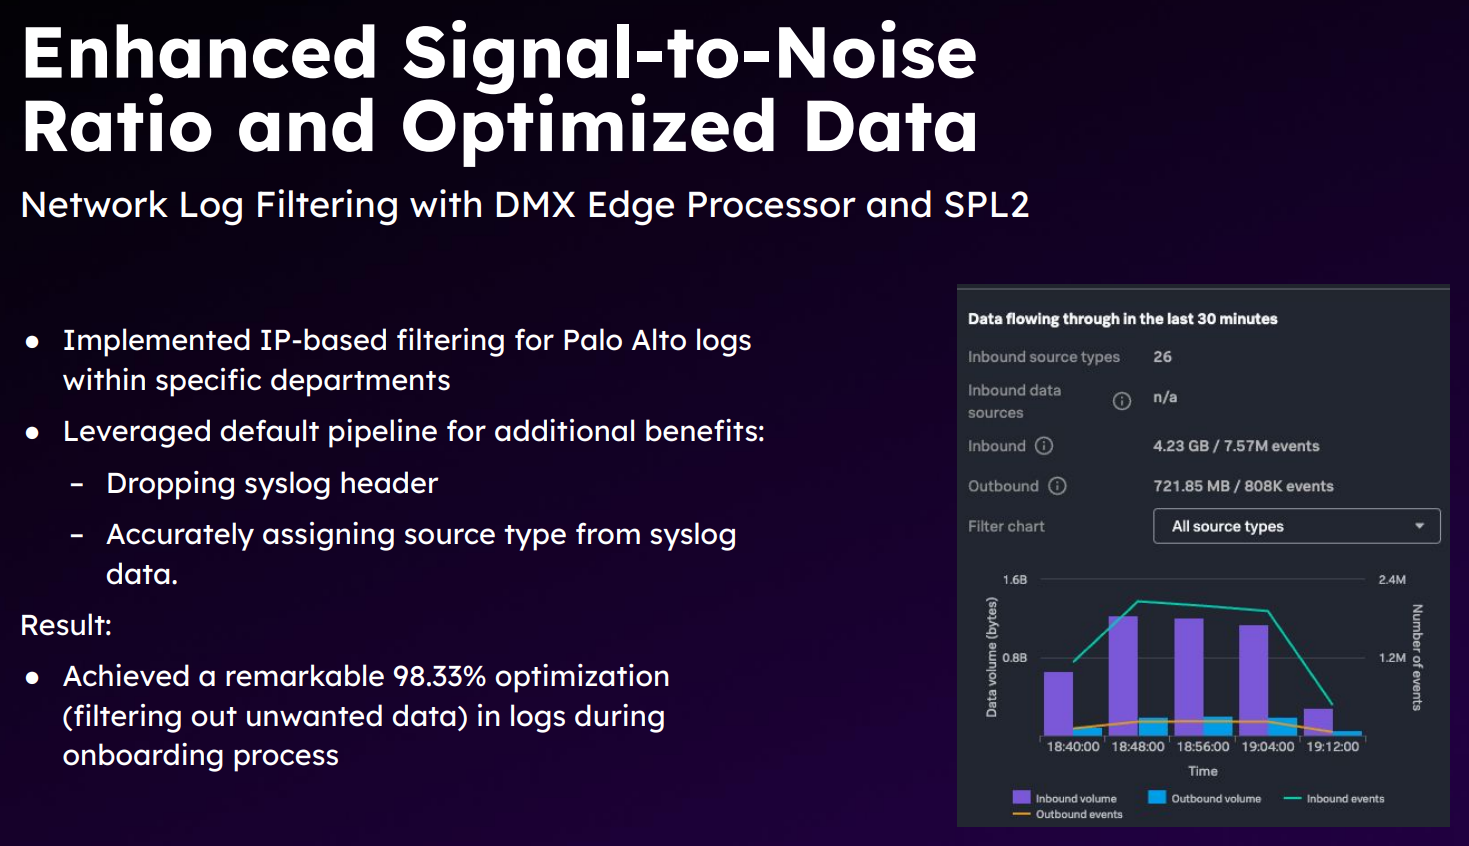 Enhanced Signal-to-Noise
Ratio and Optimized Data
Network Log Filtering with DMX Edge Processor and SPL2
● Implemented IP-based filtering for Palo Alto logs
within specific departments
● Leveraged default pipeline for additional benefits:
– Dropping syslog header
– Accurately assigning source type from syslog
data.
Result:
● Achieved a remarkable 98.33% optimization
(filtering out unwanted data) in logs during
onboarding process
Data flowing through in the last 30 minutes
Inbound source types 26
Inbound data
sources n/a
Inbound 4.23 GB / 7.57M events
Outbound 721.85 MB / 808K events
Filter chart All source types
1.6B 2.4M
0.8B 1.2M
Data volume (bytes)
Number of events
18:40:00 18:48:00 18:56:00 19:04:00 19:12:00
Time
Inbound volume Outbound volume Inbound events
Outbound events